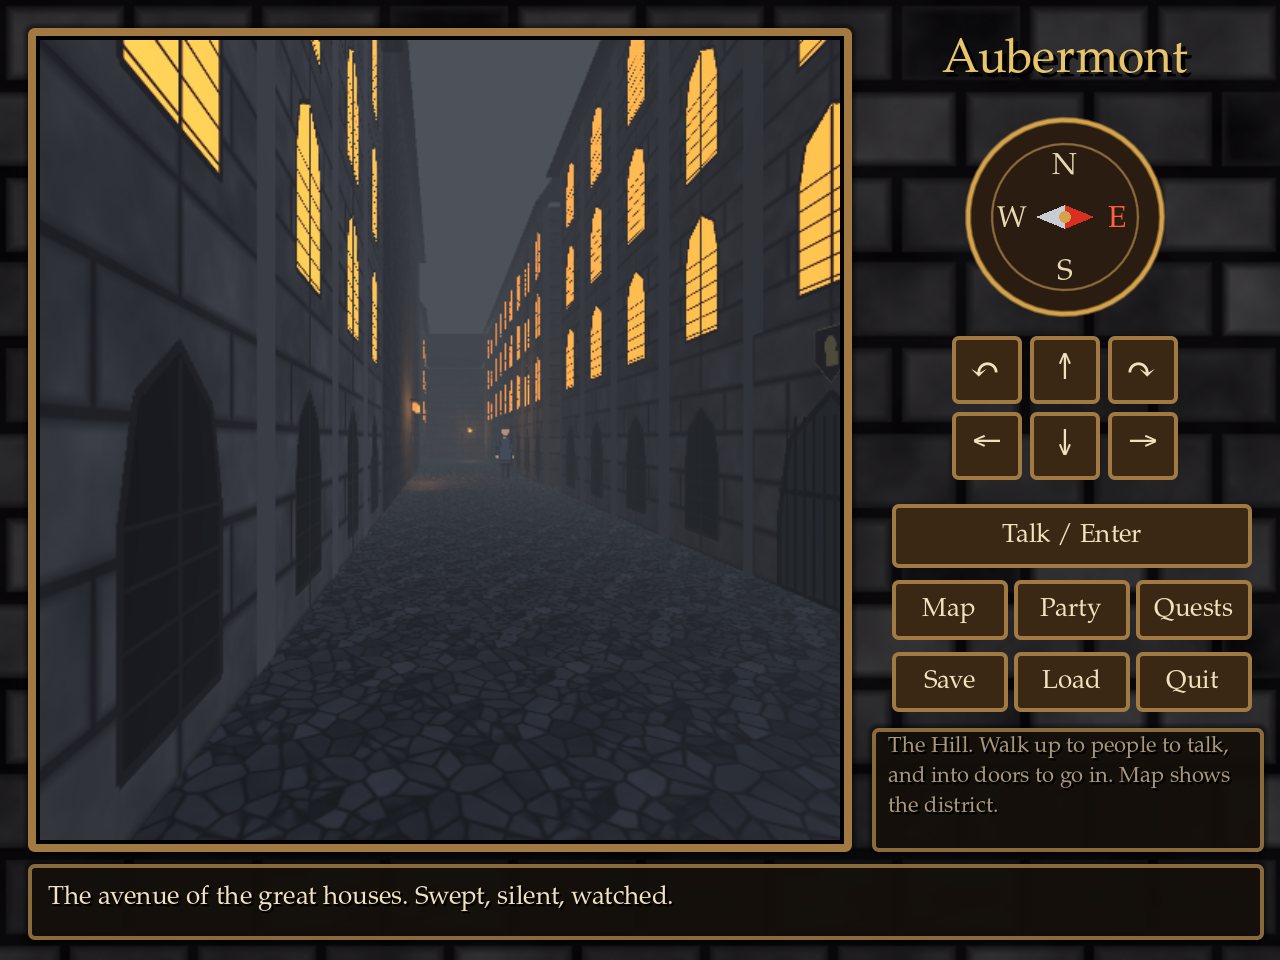 Aubermont
N
W E
S
Talk / Enter
Map Party Quests
Save Load Quit
The Hill. Walk up to people to talk,
and into doors to go in. Map shows
the district.
The avenue of the great houses. Swept, silent, watched.